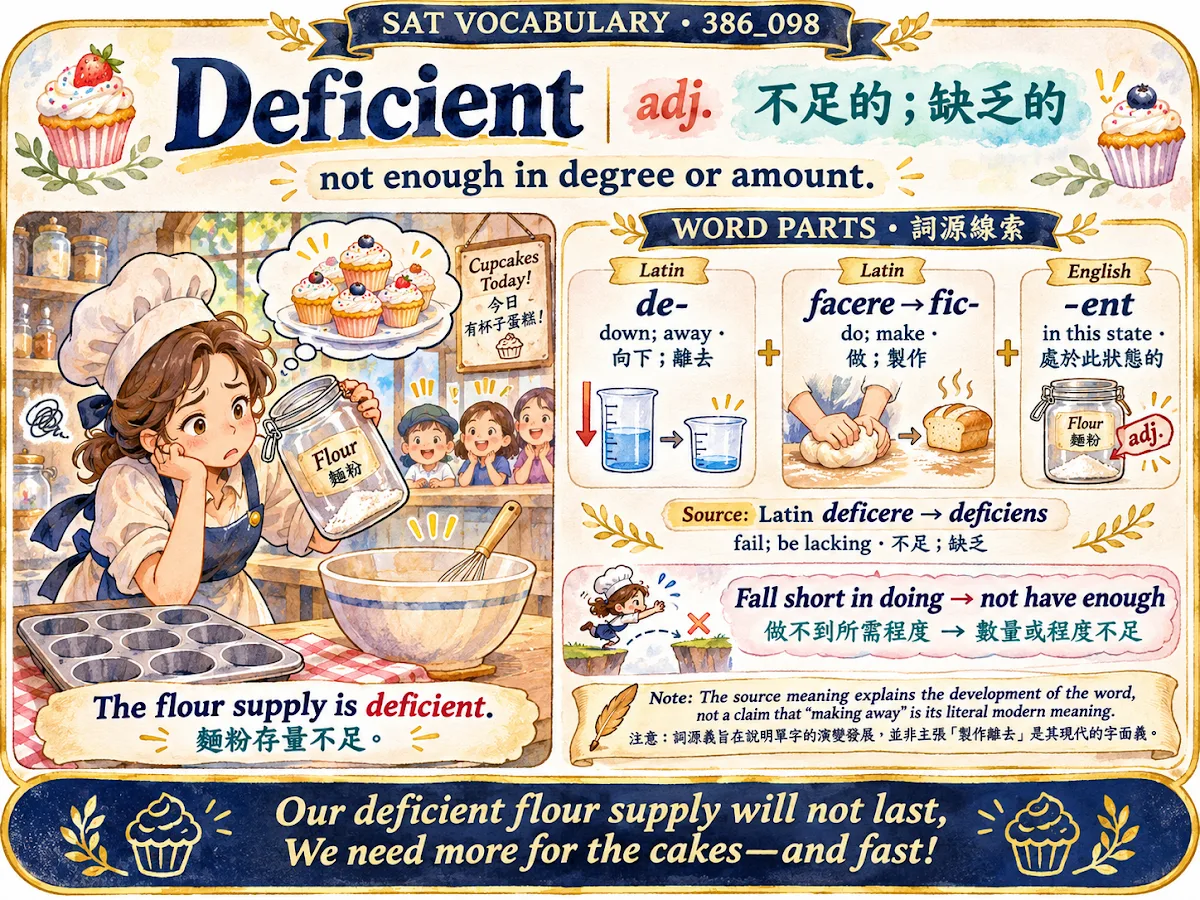 SAT VOCABULARY • 386_098
Deficient
adj.
不足的；缺乏的
not enough in degree or amount.
Cupcakes
Today!
今日
有杯子蛋糕！
Flour
麵粉
The flour supply is deficient.
麵粉存量不足。
WORD PARTS • 詞源線索
Latin
de-
down; away •
向下；離去
+
Latin
facere → fic-
do; make •
做；製作
+
English
-ent
in this state •
處於此狀態的
Flour
麵粉
adj.
Source: Latin deficere → deficiens
fail; be lacking • 不足；缺乏
Fall short in doing → not have enough
做不到所需程度 → 數量或程度不足
Note: The source meaning explains the development of the word,
not a claim that “making away” is its literal modern meaning.
注意：詞源義旨在說明單字的演變發展，並非主張「製作離去」是其現代的字面義。
Our deficient flour supply will not last,
We need more for the cakes—and fast!